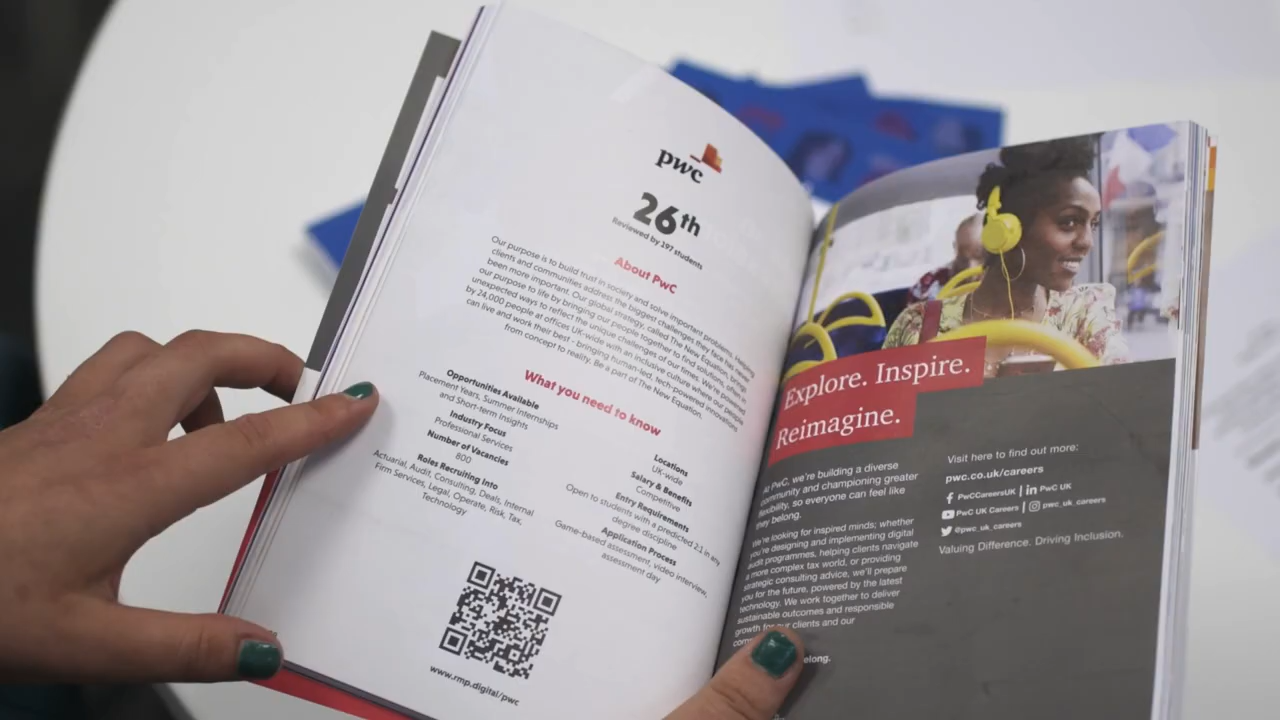 pwc
26th
Reviewed by 197 students
About PwC
Our purpose is to build trust in society and solve important problems. Helping
clients and communities address the biggest challenges they face has never
been more important. Our global strategy, called The New Equation, brings
our purpose to life by bringing our people together to find solutions, often in
unexpected ways to reflect the unique challenges of our times. We're powered
by 24,000 people at offices UK-wide with an inclusive culture where our people
can live and work their best - bringing human-led, tech-powered innovations
from concept to reality. Be a part of The New Equation.
What you need to know
Opportunities Available
Placement Years, Summer Internships
and Short-term Insights
Industry Focus
Professional Services
Number of Vacancies
800
Roles Recruiting Into
Actuarial, Audit, Consulting, Deals, Internal
Firm Services, Legal, Operate, Risk, Tax,
Technology
Locations
UK-wide
Salary & Benefits
Competitive
Entry Requirements
Open to students with a predicted 2:1 in any
degree discipline
Application Process
Game-based assessment, video interview,
assessment day
www.rmp.digital/pwc
Explore. Inspire.
Reimagine.
At PwC, we're building a diverse
community and championing greater
flexibility, so everyone can feel like
they belong.
We're looking for inspired minds; whether
you're designing and implementing digital
audit programmes, helping clients navigate
a more complex tax world, or providing
strategic consulting advice, we'll prepare
you for the future, powered by the latest
technology. We work together to deliver
sustainable outcomes and responsible
growth for our clients and our
elong.
Visit here to find out more:
pwc.co.uk/careers
PwCCareersUK | in PwC UK
PwC UK Careers | pwc_uk_careers
@pwc_uk_careers
Valuing Difference. Driving Inclusion.